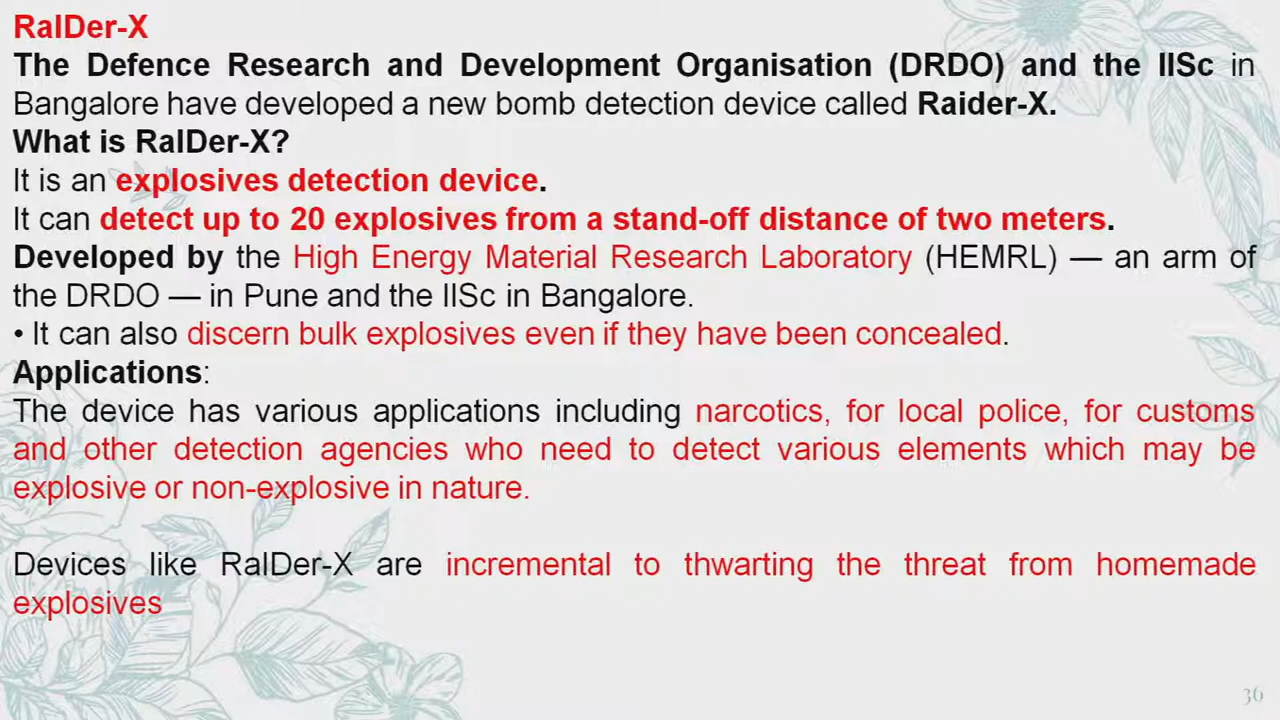 RaIDer-X
The Defence Research and Development Organisation (DRDO) and the IISc in
Bangalore have developed a new bomb detection device called Raider-X.
What is RaIDer-X?
It is an explosives detection device.
It can detect up to 20 explosives from a stand-off distance of two meters.
Developed by the High Energy Material Research Laboratory (HEMRL) — an arm of
the DRDO — in Pune and the IISc in Bangalore.
• It can also discern bulk explosives even if they have been concealed.
Applications:
The device has various applications including narcotics, for local police, for customs
and other detection agencies who need to detect various elements which may be
explosive or non-explosive in nature.
Devices like RaIDer-X are incremental to thwarting the threat from homemade
explosives
36